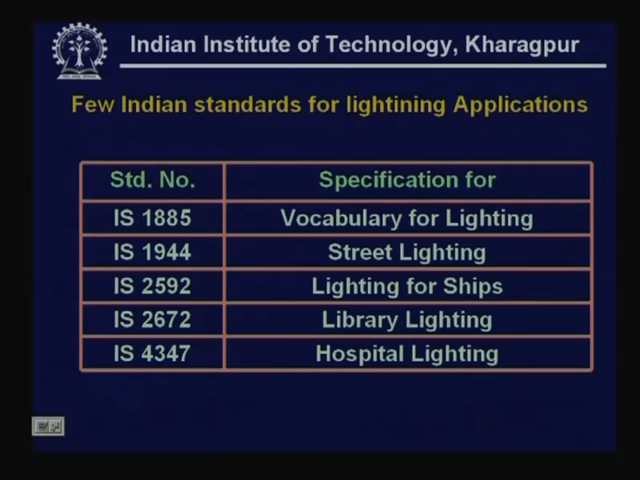 Indian Institute of Technology, Kharagpur
Few Indian standards for lightining Applications
Std. No. Specification for
IS 1885 Vocabulary for Lighting
IS 1944 Street Lighting
IS 2592 Lighting for Ships
IS 2672 Library Lighting
IS 4347 Hospital Lighting